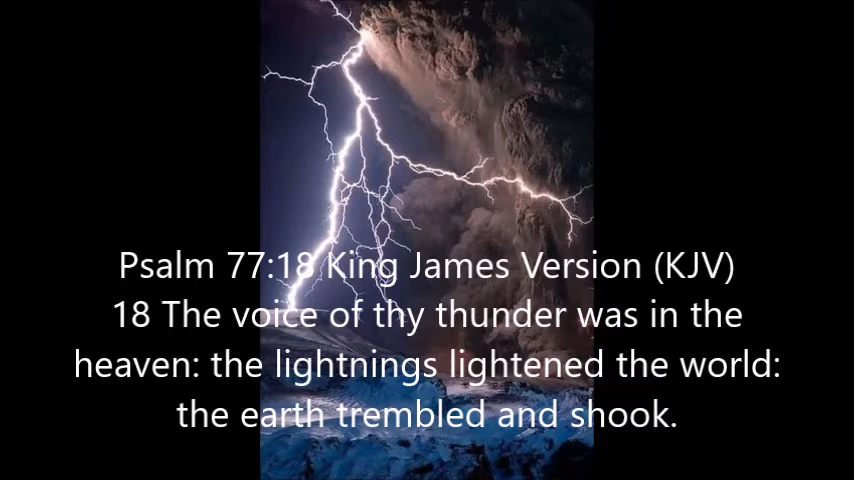 Psalm 77:18 King James Version (KJV)
18 The voice of thy thunder was in the
heaven: the lightnings lightened the world:
the earth trembled and shook.